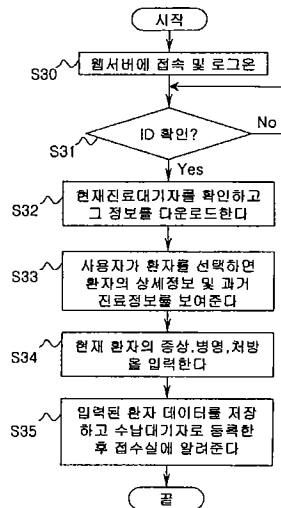 시작
S30
웹서버에 접속 및 로그온
ID 확인?
No
S31
Yes
S32
현재진료대기자를 확인하고
그 정보를 다운로드한다
S33
사용자가 환자를 선택하면
환자의 상세정보 및 과거
진료정보를 보여준다
S34
현재 환자의 증상,병명,처방
을 입력한다
S35
입력된 환자 데이터를 저장
하고 수납대기자로 등록한
후 접수실에 알려준다
끝